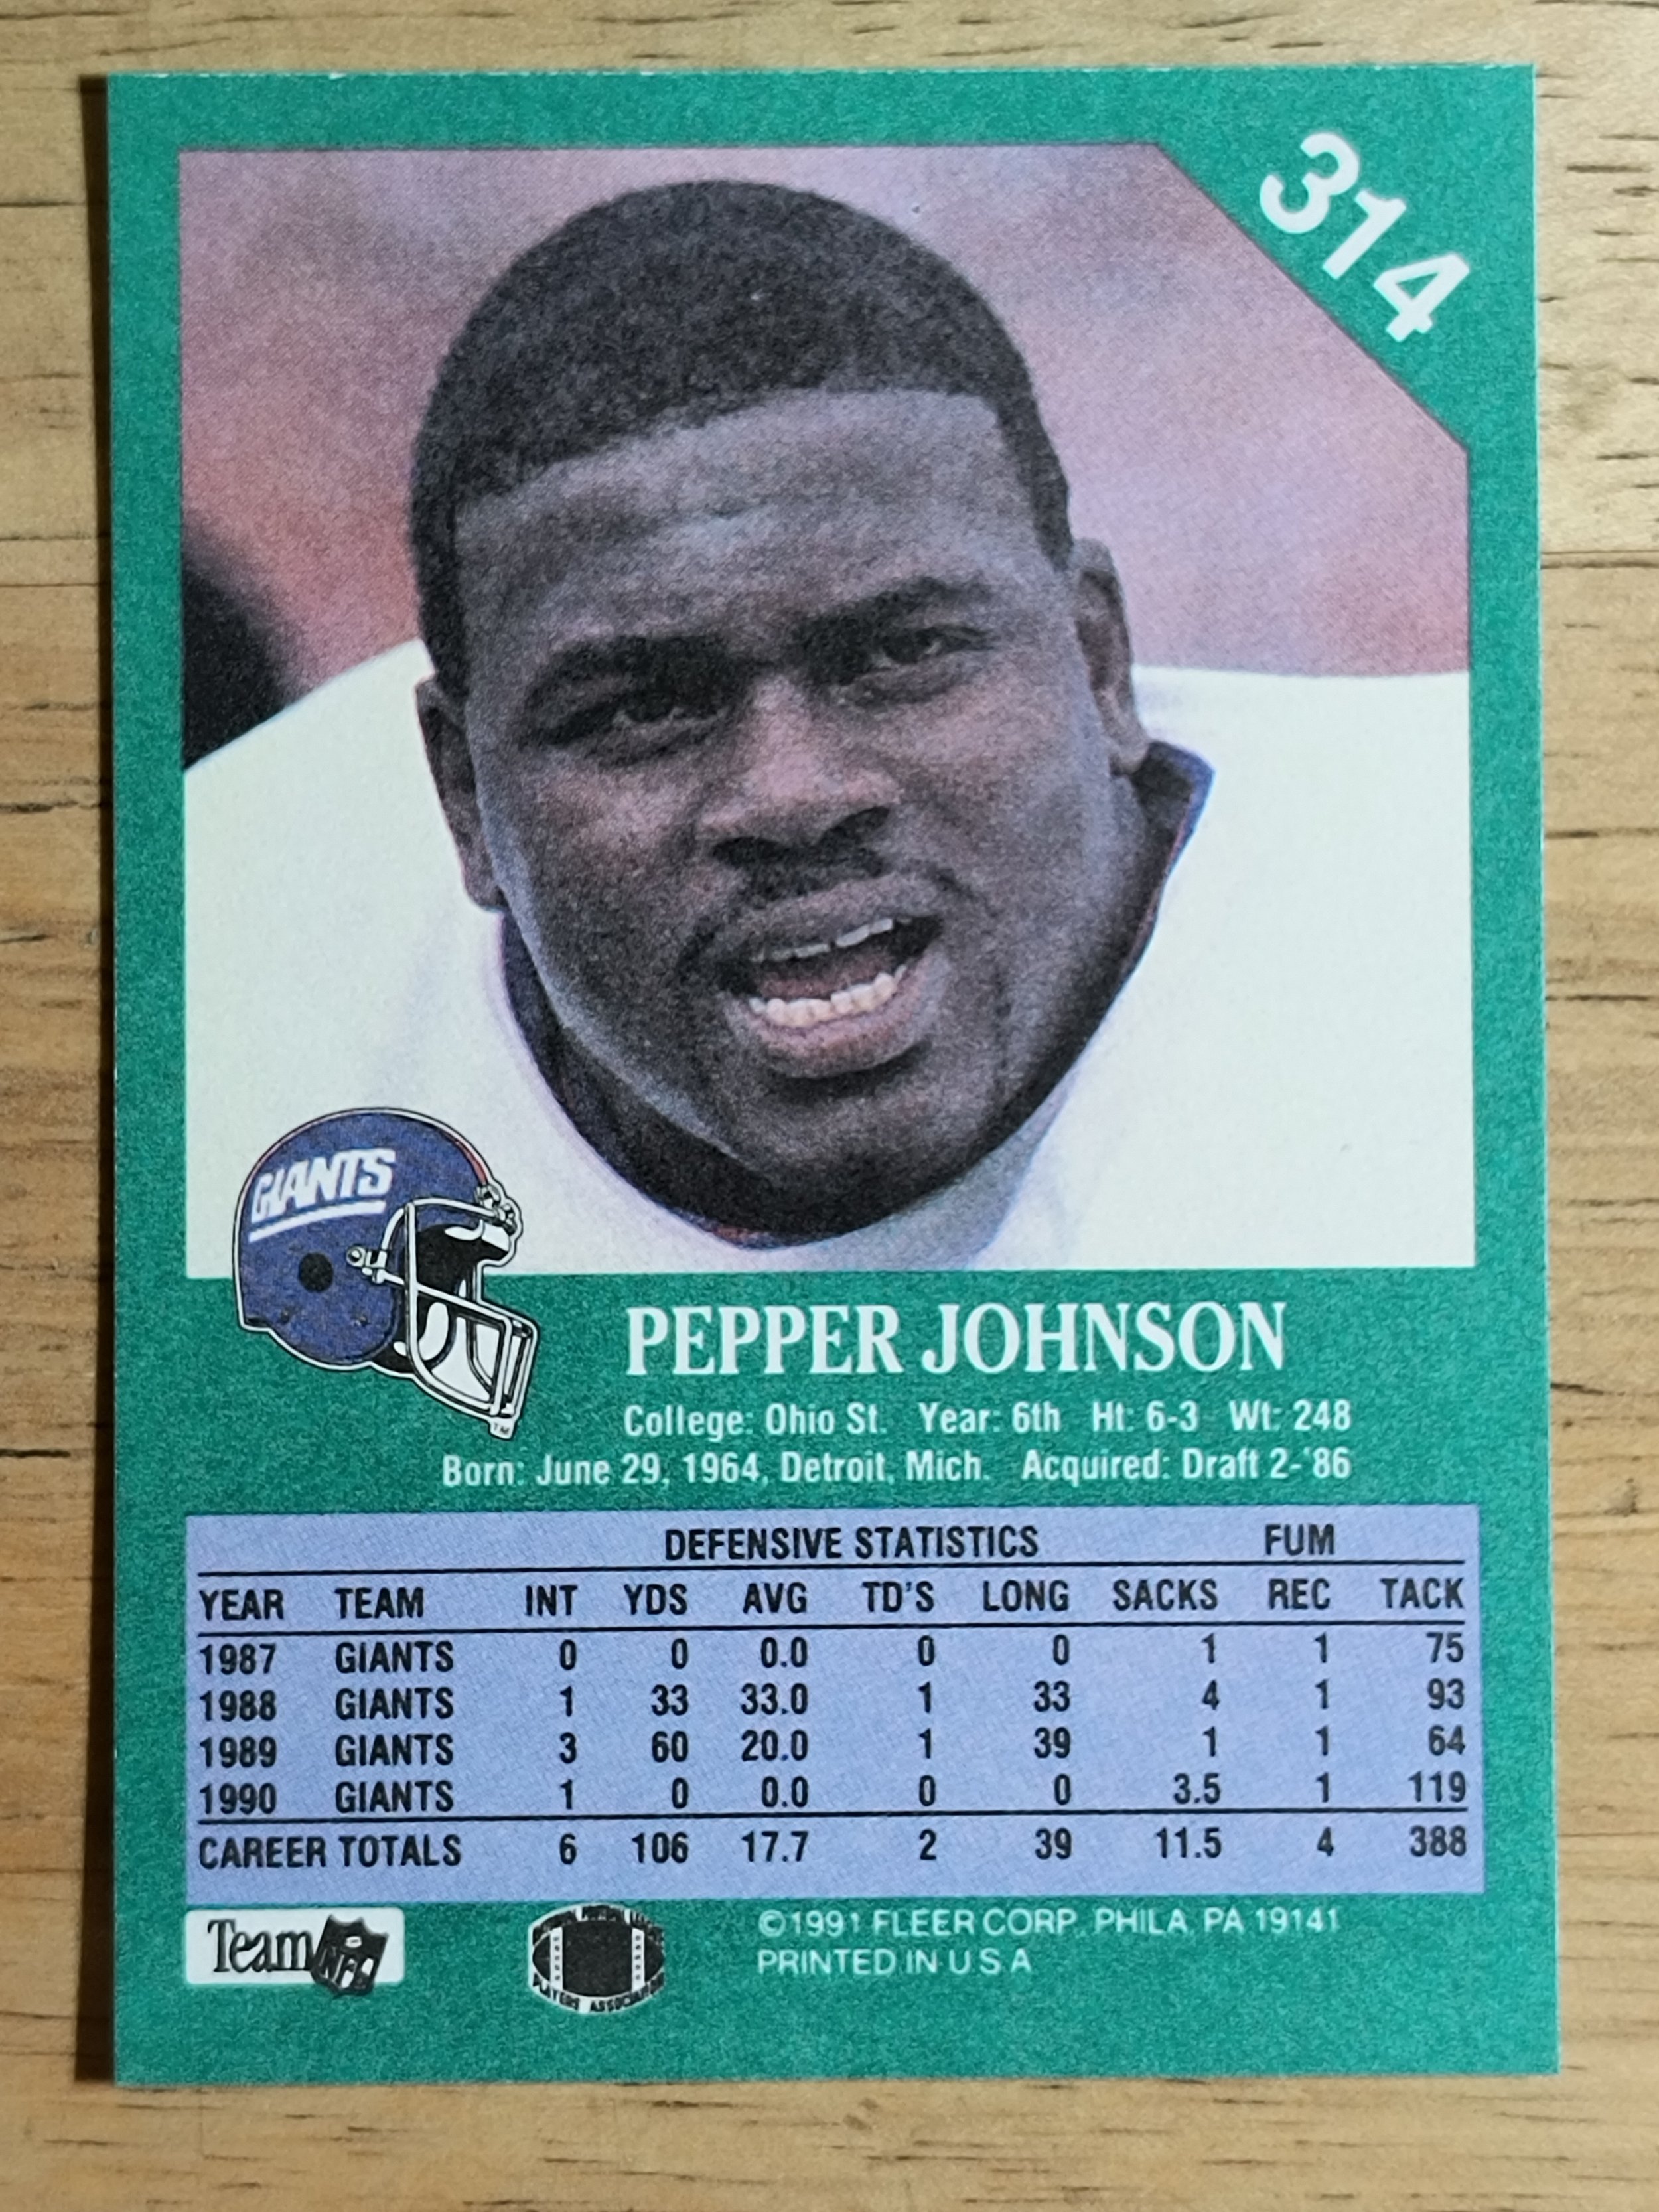 314
GIANTS
PEPPER JOHNSON
College: Ohio St. Year: 6th Ht: 6-3 Wt: 248
Born: June 29, 1964, Detroit, Mich. Acquired: Draft 2-'86
DEFENSIVE STATISTICS FUM
YEAR TEAM INT YDS AVG TD'S LONG SACKS REC TACK
1987 GIANTS 0 0 0.0 0 0 1 1 75
1988 GIANTS 1 33 33.0 1 33 4 1 93
1989 GIANTS 3 60 20.0 1 39 1 1 64
1990 GIANTS 1 0 0.0 0 0 3.5 1 119
CAREER TOTALS 6 106 17.7 2 39 11.5 4 388
Team NFL
PLAYERS
©1991 FLEER CORP. PHILA. PA 19141
PRINTED IN U S A
TM